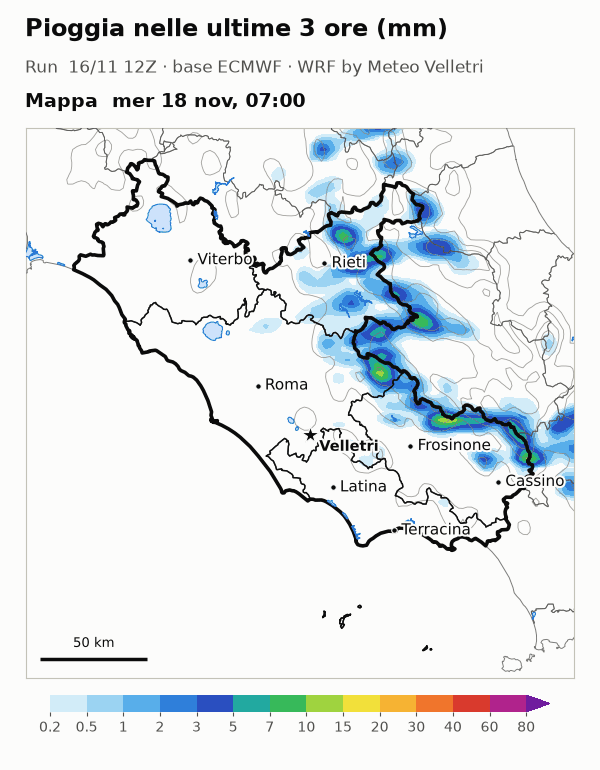 Pioggia nelle ultime 3 ore (mm)
Run  16/11 12Z · base ECMWF · WRF by Meteo Velletri
Mappa  mer 18 nov, 07:00
Viterbo
Rieti
Roma
Velletri
Frosinone
Latina
Cassino
Terracina
50 km
0.2 0.5 1 2 3 5 7 10 15 20 30 40 60 80